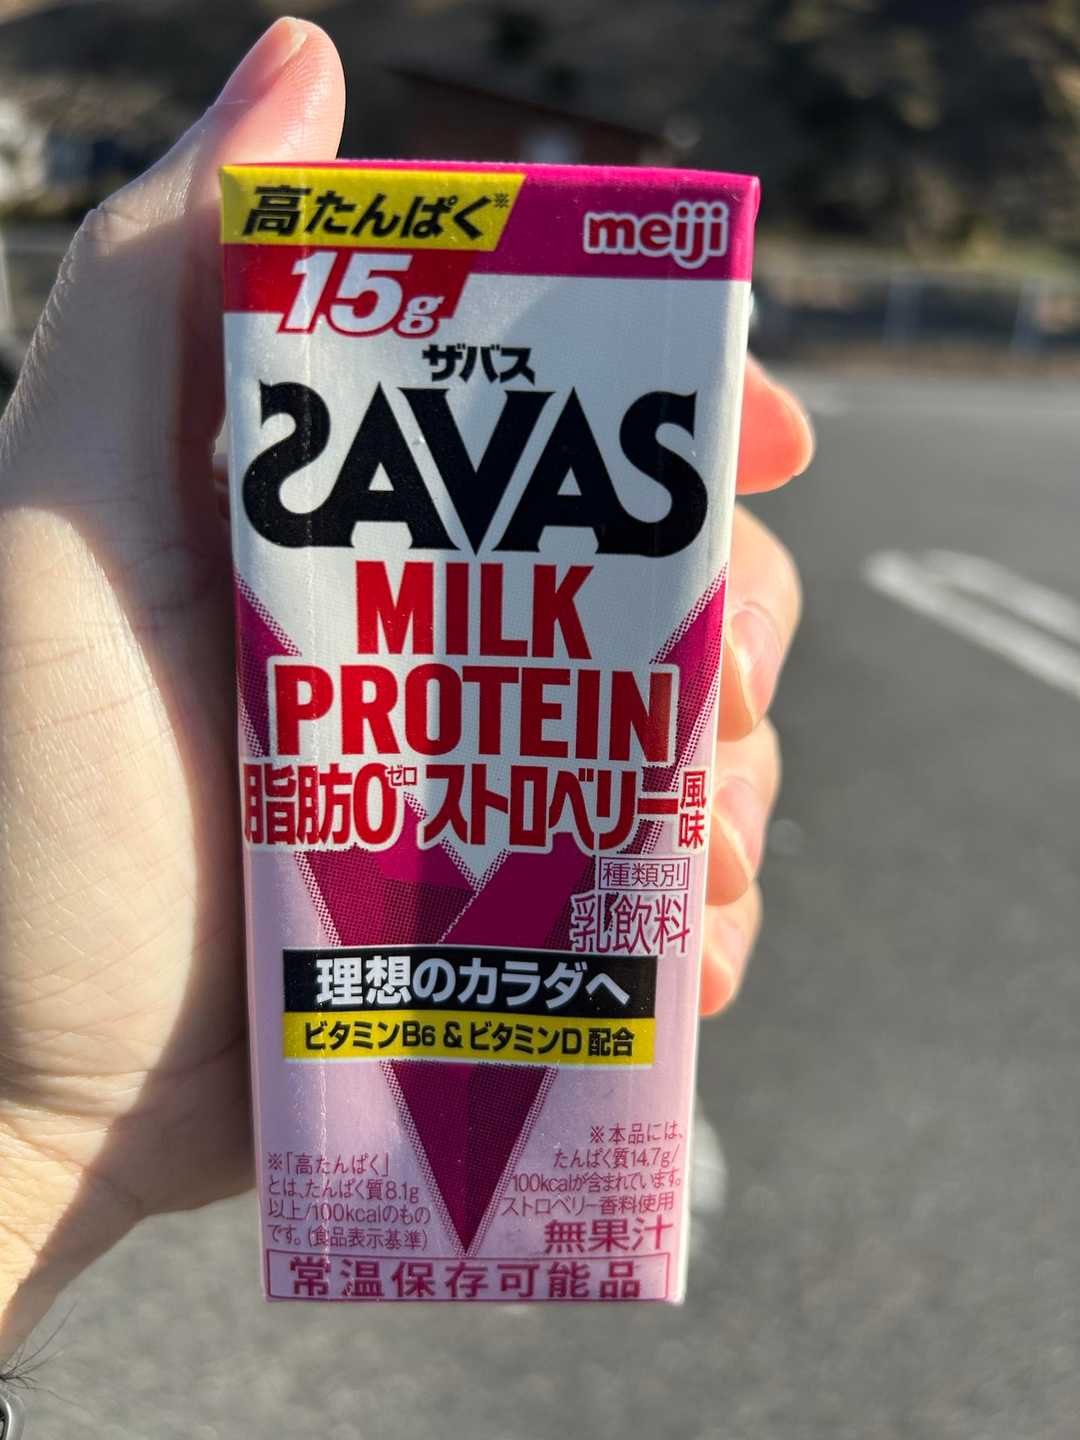 高たんぱく※
meiji
15g
ザバス
SAVAS
MILK
PROTEIN
脂肪0ゼロ ストロベリー風味
種類別
乳飲料
理想のカラダへ
ビタミンB6 & ビタミンD 配合
※「高たんぱく」
とは、たんぱく質8.1g
以上/100kcalのもの
です。(食品表示基準)
※本品には、
たんぱく質14.7g/
100kcalが含まれています。
ストロベリー香料使用
無果汁
常温保存可能品